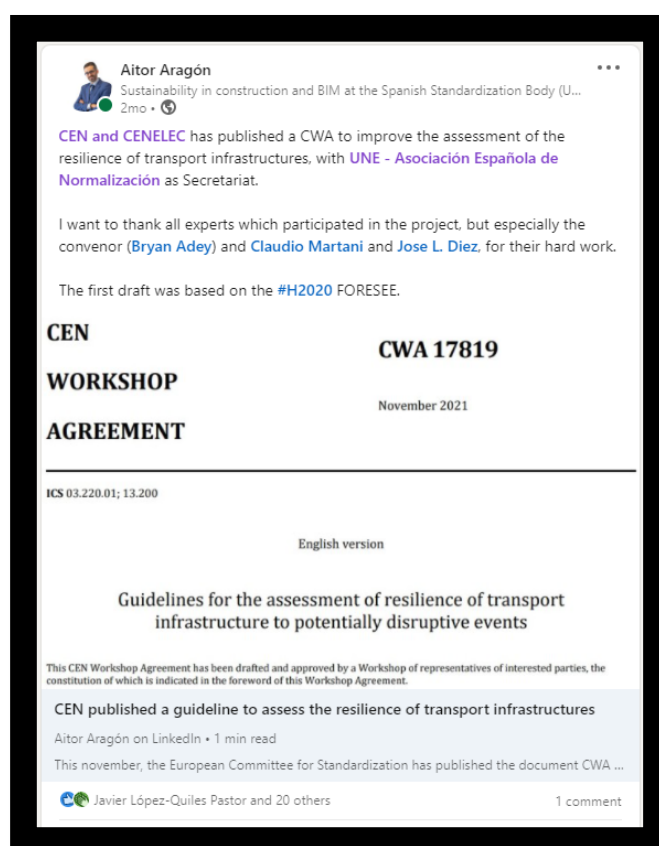 Aitor Aragón
Sustainability in construction and BIM at the Spanish Standardization Body (U...
2mo •
CEN and CENELEC has published a CWA to improve the assessment of the
resilience of transport infrastructures, with UNE - Asociación Española de
Normalización as Secretariat.
I want to thank all experts which participated in the project, but especially the
convenor (Bryan Adey) and Claudio Martani and Jose L. Diez, for their hard work.
The first draft was based on the #H2020 FORESEE.
CEN
CWA 17819
WORKSHOP
November 2021
AGREEMENT
ICS 03.220.01; 13.200
English version
Guidelines for the assessment of resilience of transport
infrastructure to potentially disruptive events
This CEN Workshop Agreement has been drafted and approved by a Workshop of representatives of interested parties, the
constitution of which is indicated in the foreword of this Workshop Agreement.
CEN published a guideline to assess the resilience of transport infrastructures
Aitor Aragón on LinkedIn • 1 min read
This november, the European Committee for Standardization has published the document CWA ...
Javier López-Quiles Pastor and 20 others
1 comment